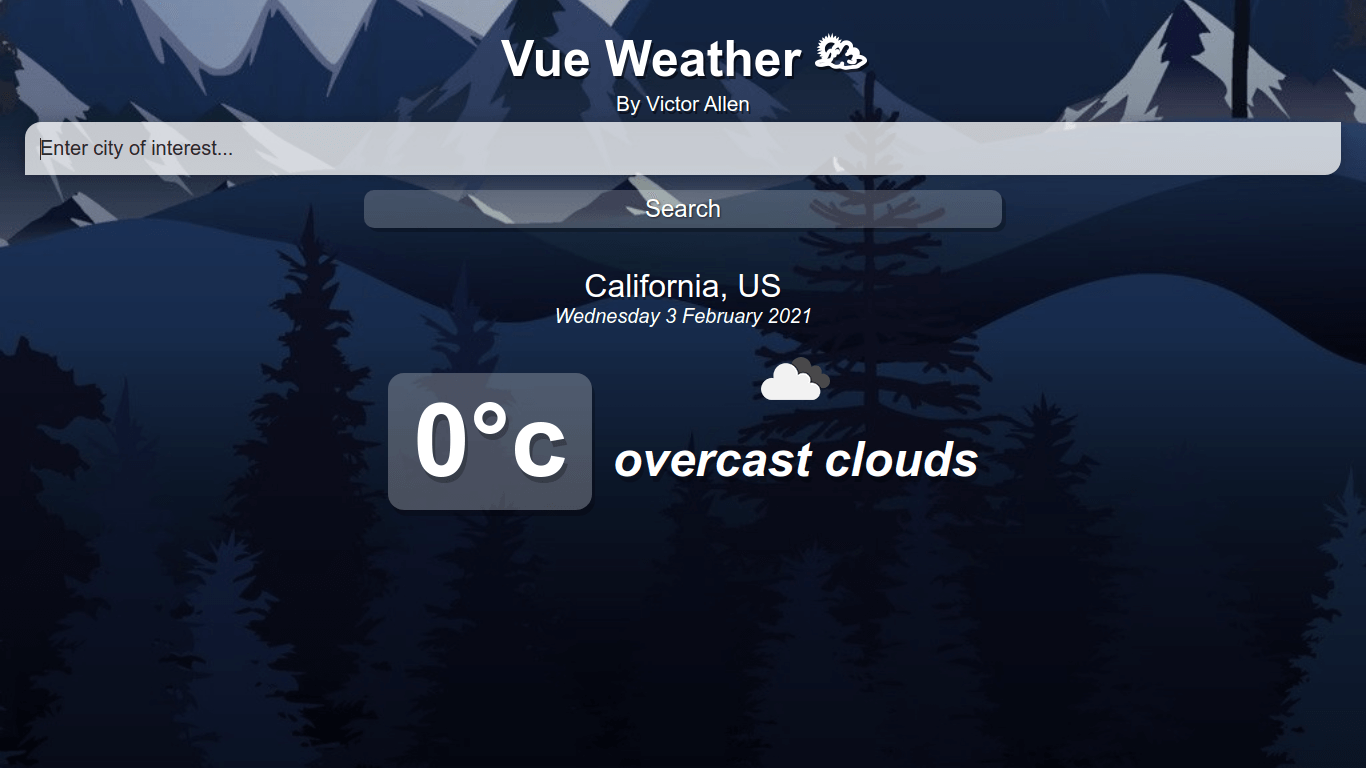 Vue Weather
By Victor Allen
Enter city of interest...
Search
California, US
Wednesday 3 February 2021
0°c
overcast clouds